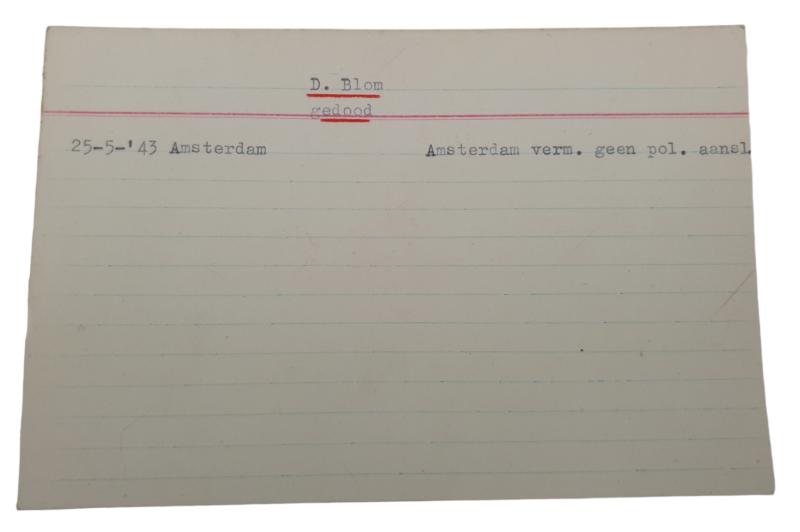 D. Blom
gedood
25-5-'43 Amsterdam Amsterdam verm. geen pol. aansl.